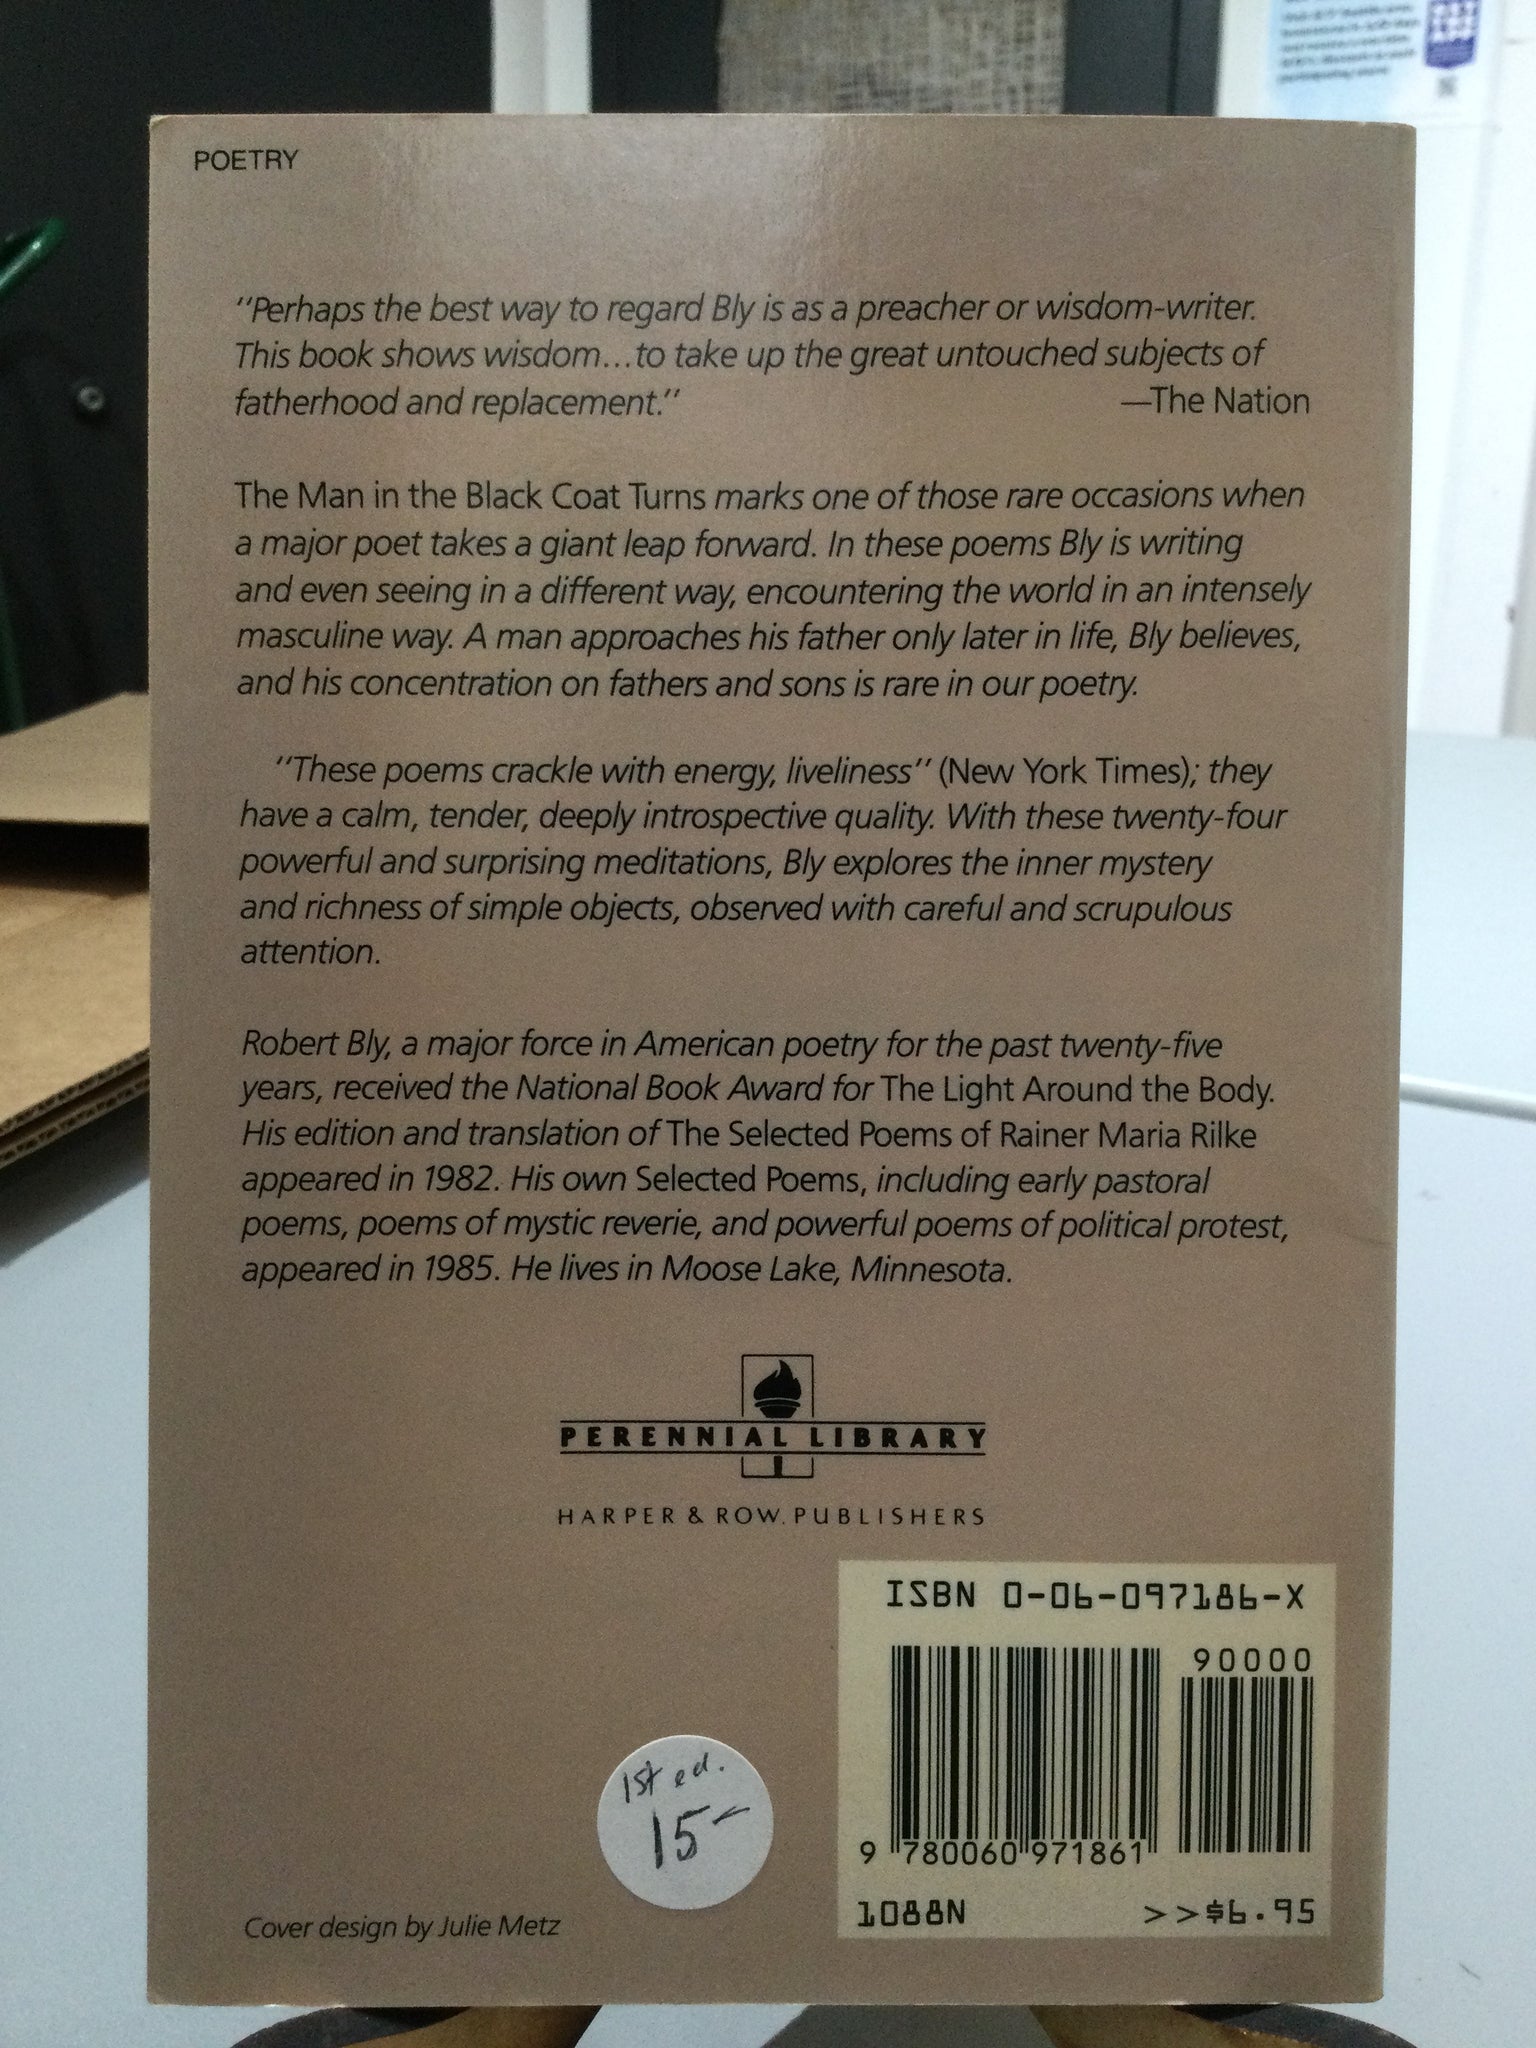 POETRY
"Perhaps the best way to regard Bly is as a preacher or wisdom-writer.
This book shows wisdom...to take up the great untouched subjects of
fatherhood and replacement." —The Nation
The Man in the Black Coat Turns marks one of those rare occasions when
a major poet takes a giant leap forward. In these poems Bly is writing
and even seeing in a different way, encountering the world in an intensely
masculine way. A man approaches his father only later in life, Bly believes,
and his concentration on fathers and sons is rare in our poetry.
"These poems crackle with energy, liveliness" (New York Times); they
have a calm, tender, deeply introspective quality. With these twenty-four
powerful and surprising meditations, Bly explores the inner mystery
and richness of simple objects, observed with careful and scrupulous
attention.
Robert Bly, a major force in American poetry for the past twenty-five
years, received the National Book Award for The Light Around the Body.
His edition and translation of The Selected Poems of Rainer Maria Rilke
appeared in 1982. His own Selected Poems, including early pastoral
poems, poems of mystic reverie, and powerful poems of political protest,
appeared in 1985. He lives in Moose Lake, Minnesota.
PERENNIAL LIBRARY
HARPER & ROW, PUBLISHERS
ISBN 0-06-097186-X
90000
9 780060 971861
1088N >>$6.95
1st ed.
15-
Cover design by Julie Metz